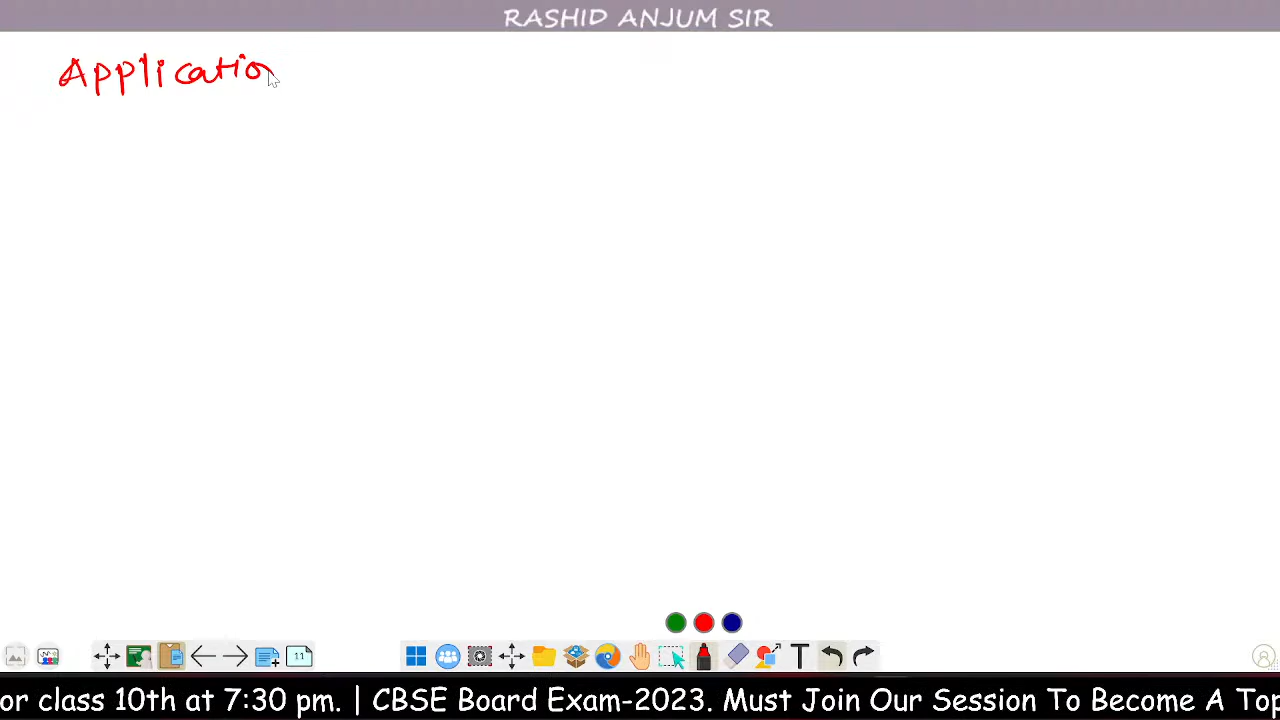 RASHID ANJUM SIR
Applicatio
11
T
or class 10th at 7:30 pm. | CBSE Board Exam-2023. Must Join Our Session To Become A Top